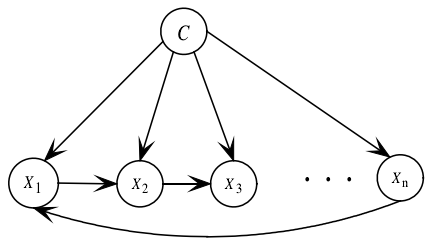 C
X1 X2 X3 . . . Xn